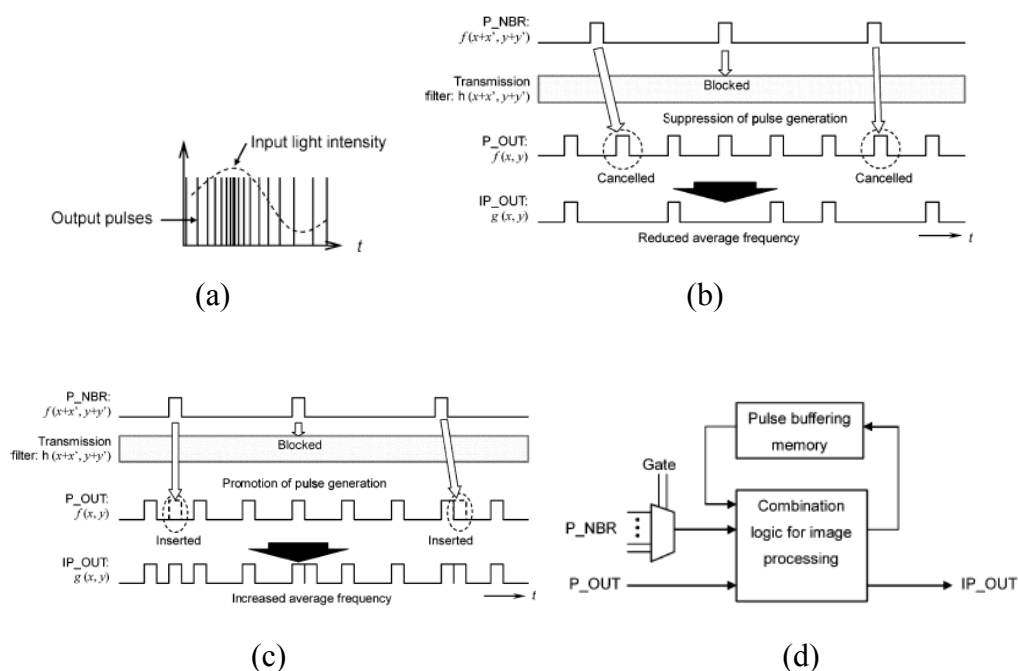 Input light intensity
Output pulses
t
(a)
P_NBR:
f(x+x', y+y')
Transmission
filter: h (x+x', y+y')
Blocked
Suppression of pulse generation
P_OUT:
f(x, y)
Cancelled
Cancelled
IP_OUT:
g (x, y)
Reduced average frequency
t
(b)
P_NBR:
f(x+x', y+y')
Transmission
filter: h (x+x', y+y')
Blocked
Promotion of pulse generation
P_OUT:
f(x, y)
Inserted
Inserted
IP_OUT:
g (x, y)
Increased average frequency
t
(c)
Pulse buffering
memory
Gate
P_NBR
Combination
logic for image
processing
P_OUT
IP_OUT
(d)